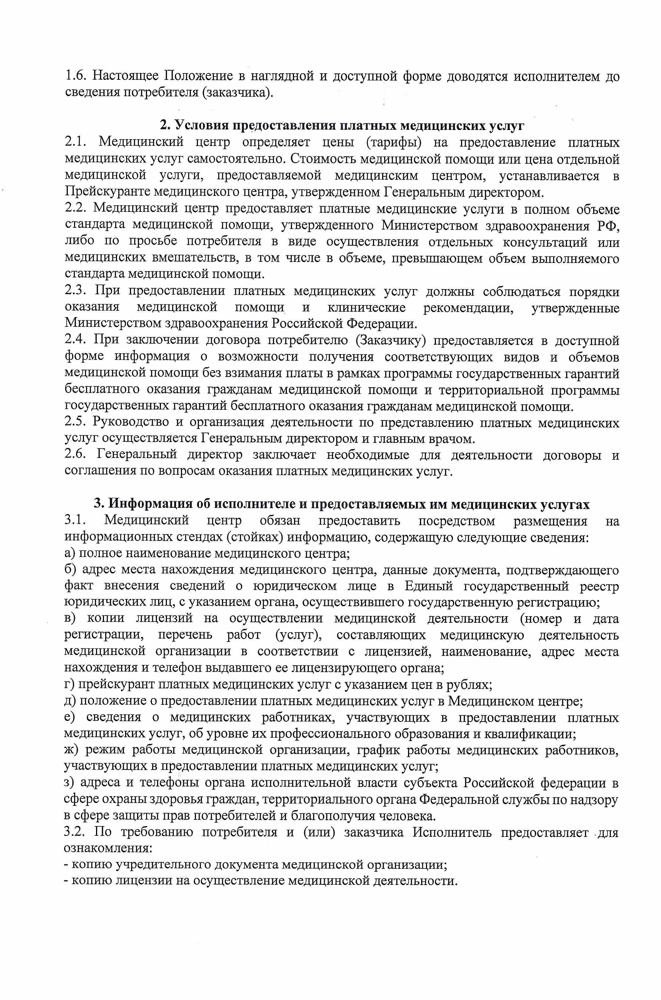 1.6. Настоящее Положение в наглядной и доступной форме доводятся исполнителем до
сведения потребителя (заказчика).
2. Условия предоставления платных медицинских услуг
2.1. Медицинский центр определяет цены (тарифы) на предоставление платных
медицинских услуг самостоятельно. Стоимость медицинской помощи или цена отдельной
медицинской услуги, предоставляемой медицинским центром, устанавливается в
Прейскуранте медицинского центра, утвержденном Генеральным директором.
2.2. Медицинский центр предоставляет платные медицинские услуги в полном объеме
стандарта медицинской помощи, утвержденного Министерством здравоохранения РФ,
либо по просьбе потребителя в виде осуществления отдельных консультаций или
медицинских вмешательств, в том числе в объеме, превышающем объем выполняемого
стандарта медицинской помощи.
2.3. При предоставлении платных медицинских услуг должны соблюдаться порядки
оказания медицинской помощи и клинические рекомендации, утвержденные
Министерством здравоохранения Российской Федерации.
2.4. При заключении договора потребителю (Заказчику) предоставляется в доступной
форме информация о возможности получения соответствующих видов и объемов
медицинской помощи без взимания платы в рамках программы государственных гарантий
бесплатного оказания гражданам медицинской помощи и территориальной программы
государственных гарантий бесплатного оказания гражданам медицинской помощи.
2.5. Руководство и организация деятельности по представлению платных медицинских
услуг осуществляется Генеральным директором и главным врачом.
2.6. Генеральный директор заключает необходимые для деятельности договоры и
соглашения по вопросам оказания платных медицинских услуг.
3. Информация об исполнителе и предоставляемых им медицинских услугах
3.1. Медицинский центр обязан предоставить посредством размещения на
информационных стендах (стойках) информацию, содержащую следующие сведения:
а) полное наименование медицинского центра;
б) адрес места нахождения медицинского центра, данные документа, подтверждающего
факт внесения сведений о юридическом лице в Единый государственный реестр
юридических лиц, с указанием органа, осуществившего государственную регистрацию;
в) копии лицензий на осуществлении медицинской деятельности (номер и дата
регистрации, перечень работ (услуг), составляющих медицинскую деятельность
медицинской организации в соответствии с лицензией, наименование, адрес места
нахождения и телефон выдавшего ее лицензирующего органа;
г) прейскурант платных медицинских услуг с указанием цен в рублях;
д) положение о предоставлении платных медицинских услуг в Медицинском центре;
е) сведения о медицинских работниках, участвующих в предоставлении платных
медицинских услуг, об уровне их профессионального образования и квалификации;
ж) режим работы медицинской организации, график работы медицинских работников,
участвующих в предоставлении платных медицинских услуг;
з) адреса и телефоны органа исполнительной власти субъекта Российской федерации в
сфере охраны здоровья граждан, территориального органа Федеральной службы по надзору
в сфере защиты прав потребителей и благополучия человека.
3.2. По требованию потребителя и (или) заказчика Исполнитель предоставляет для
ознакомления:
- копию учредительного документа медицинской организации;
- копию лицензии на осуществление медицинской деятельности.